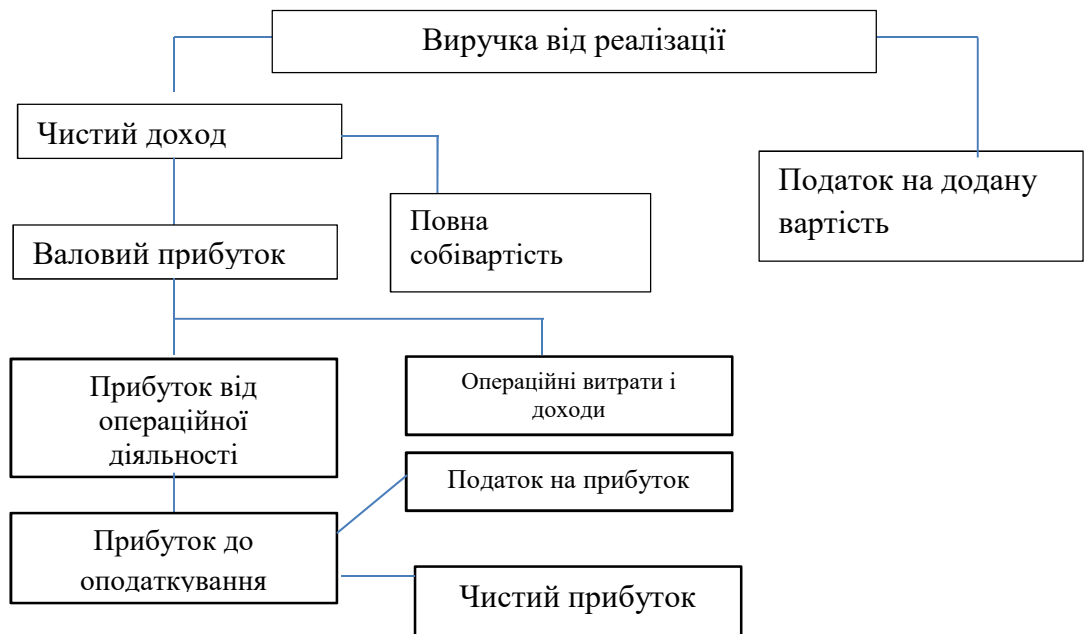 Виручка від реалізації
Чистий доход
Податок на додану
вартість
Повна
собівартість
Валовий прибуток
Прибуток від
операційної
діяльності
Операційні витрати і
доходи
Податок на прибуток
Прибуток до
оподаткування
Чистий прибуток